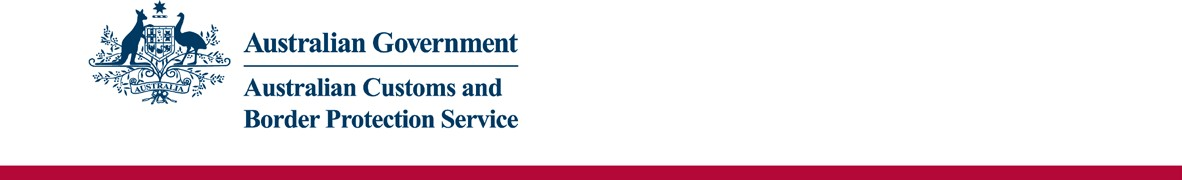 AUSTRALIA
Australian Government
Australian Customs and
Border Protection Service